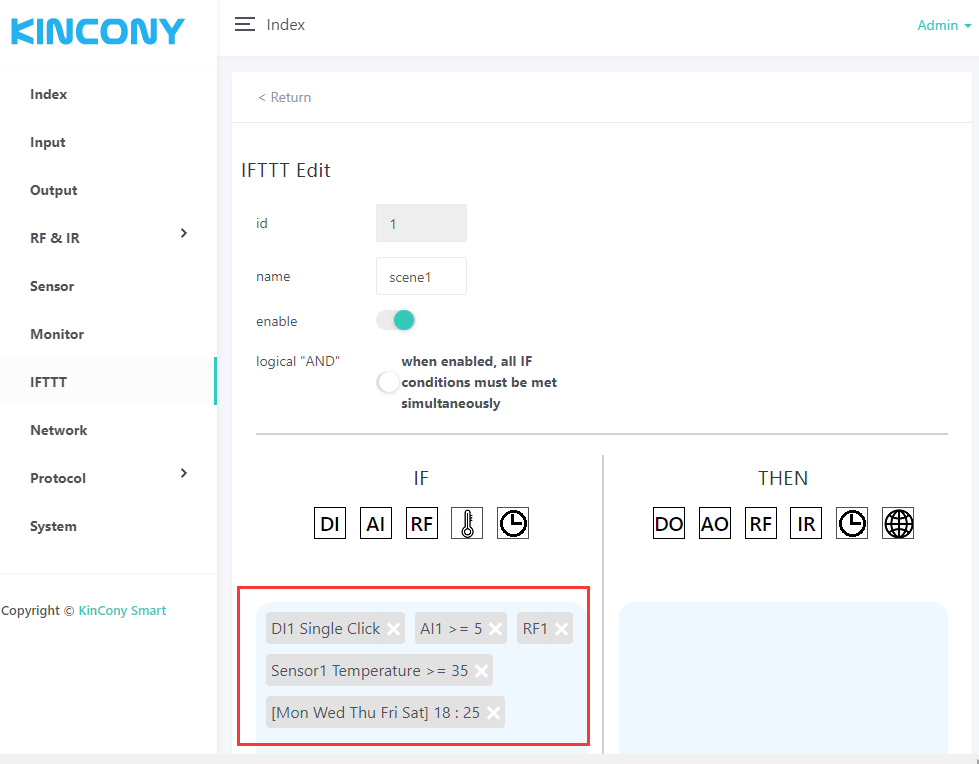 KINCONY
Index
Admin
Index
Input
Output
RF & IR
Sensor
Monitor
IFTTT
Network
Protocol
System
Copyright © KinCony Smart
< Return
IFTTT Edit
id
1
name
scene1
enable
logical "AND"
when enabled, all IF
conditions must be met
simultaneously
IF
DI AI RF
DI1 Single Click × AI1 >= 5 × RF1 ×
Sensor1 Temperature >= 35 ×
[Mon Wed Thu Fri Sat] 18 : 25 ×
THEN
DO AO RF IR